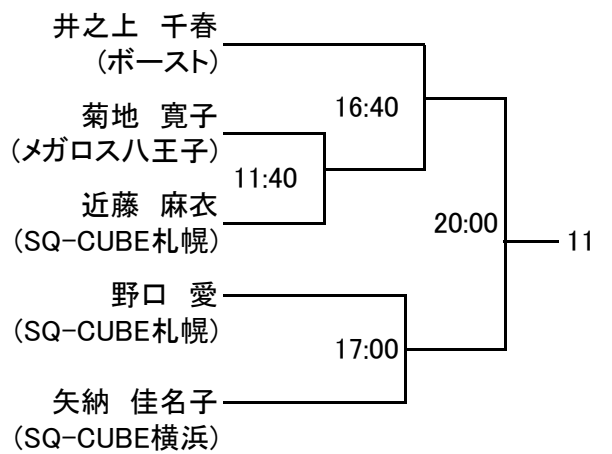 井之上　千春
(ボースト)
16:40
菊地　寛子
(メガロス八王子)
11:40
近藤　麻衣
(SQ-CUBE札幌)
20:00
11
野口　愛
(SQ-CUBE札幌)
17:00
矢納　佳名子
(SQ-CUBE横浜)